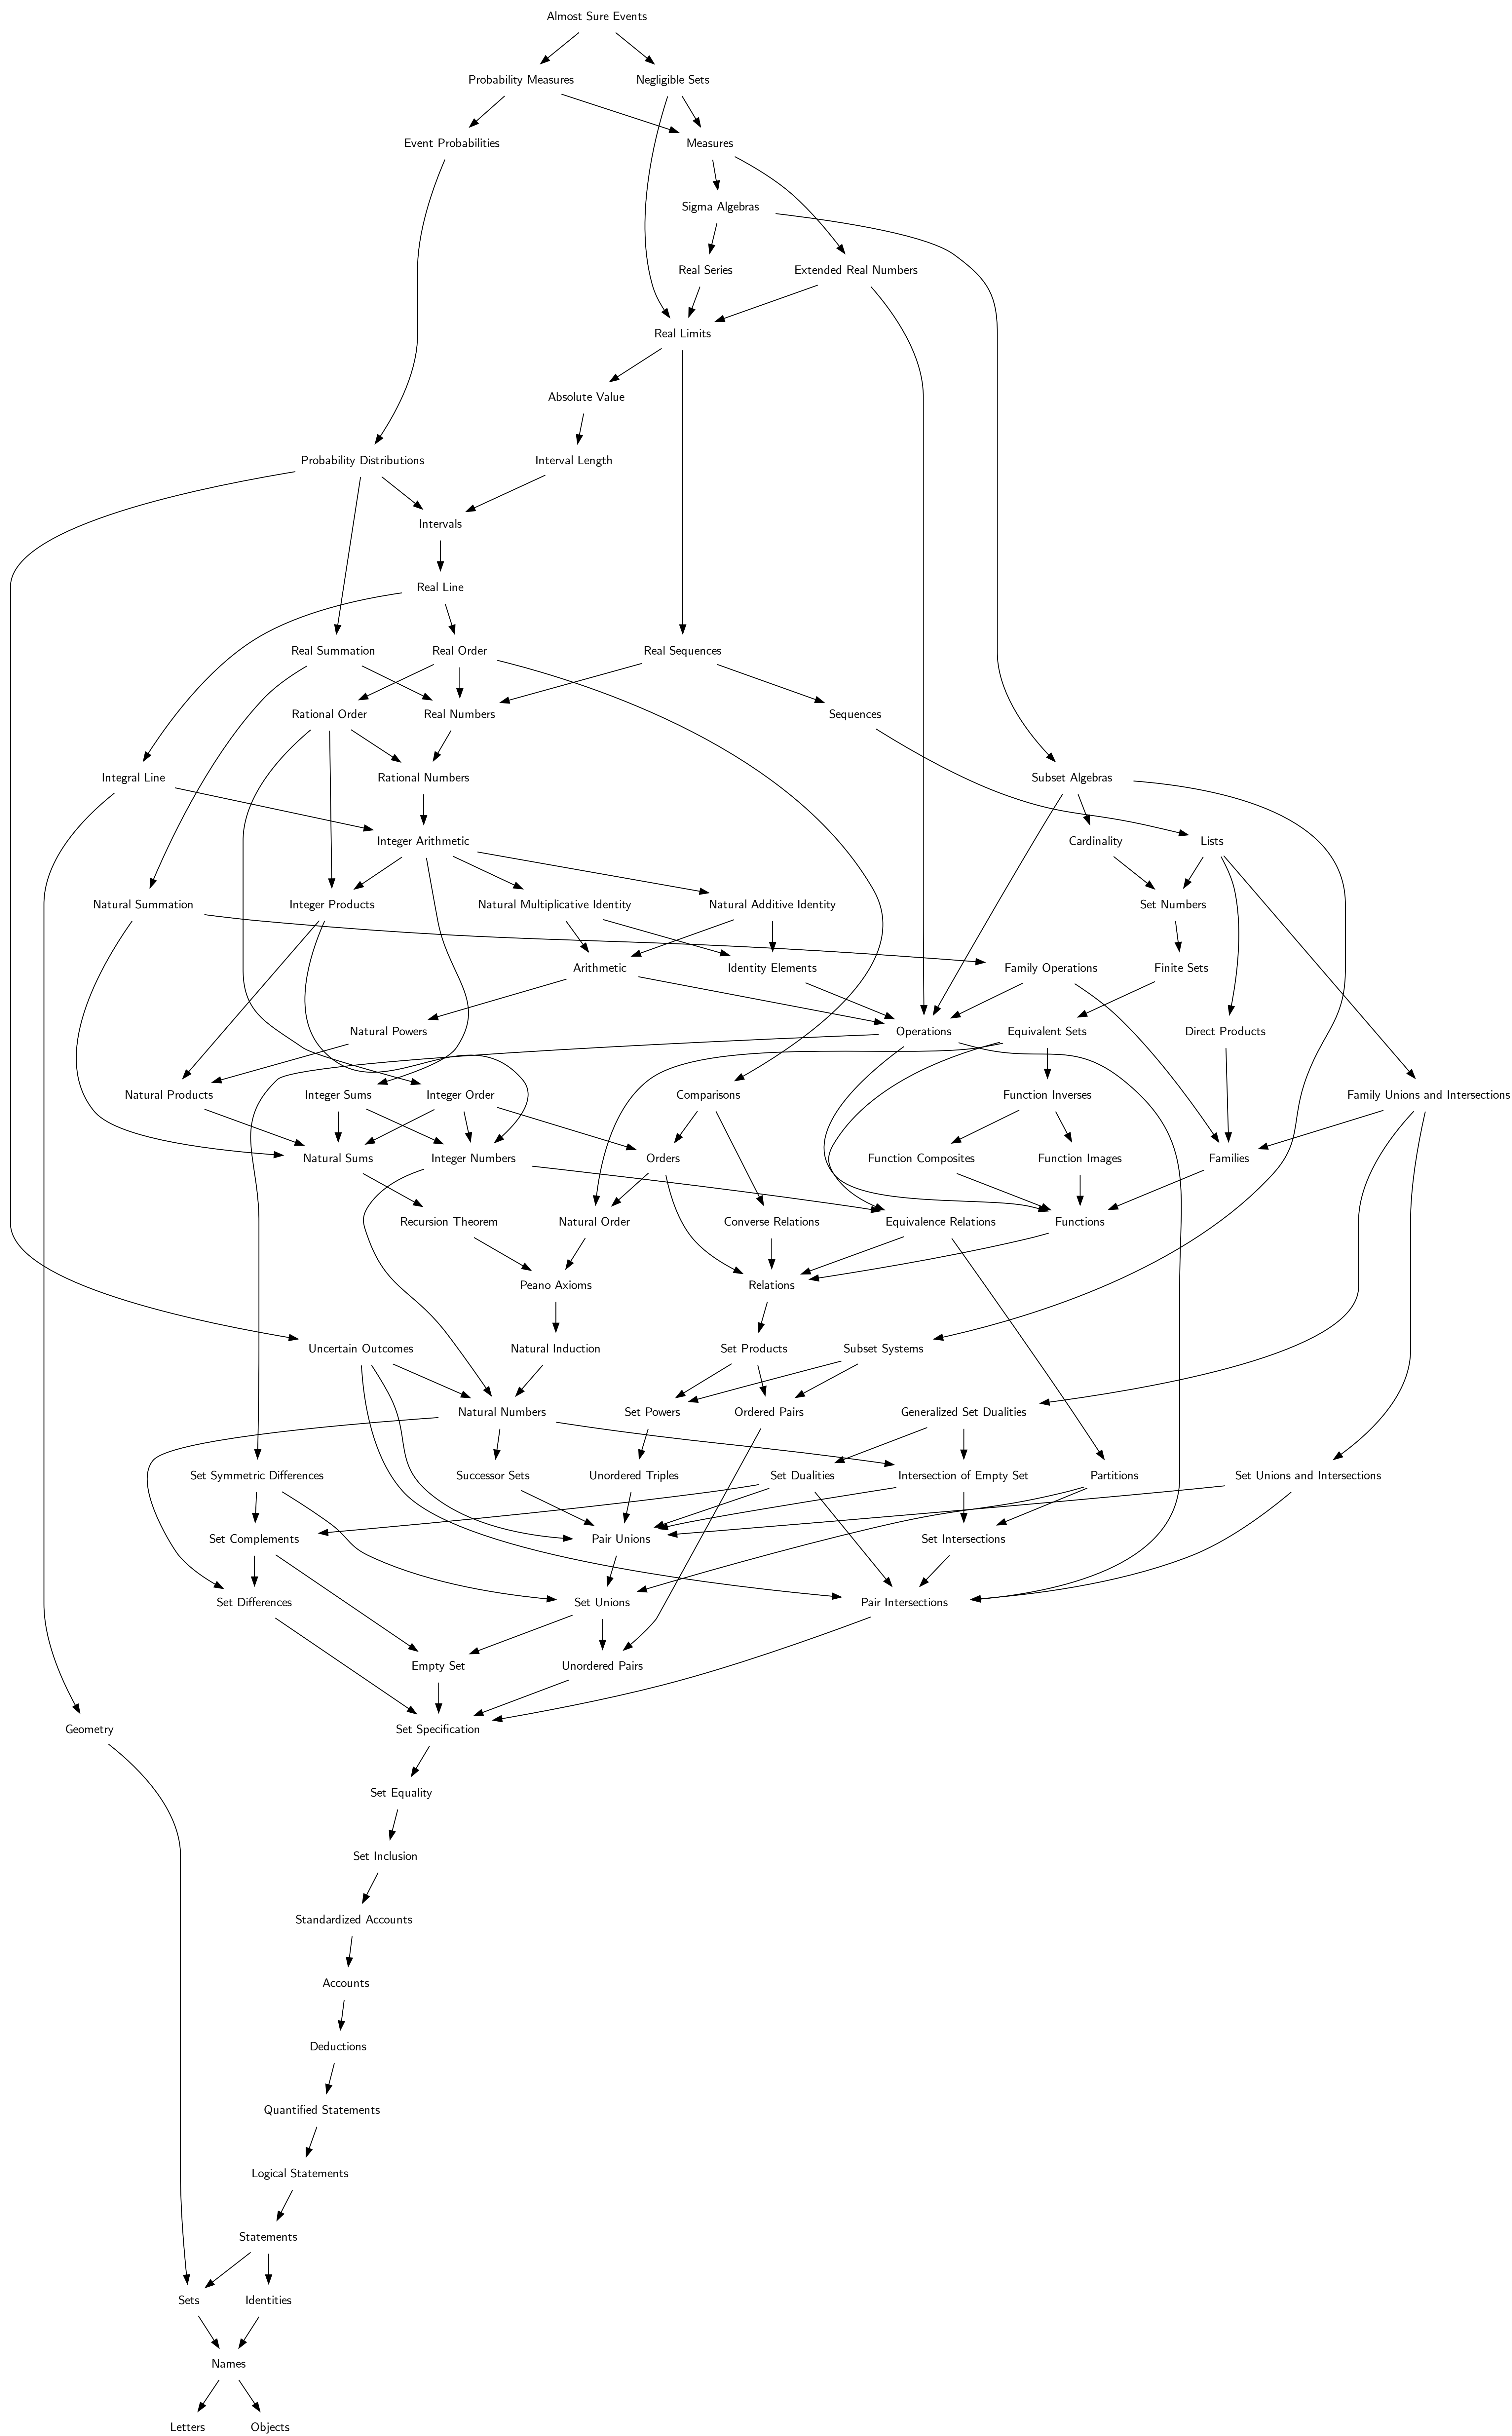 Almost Sure Events
Probability Measures
Negligible Sets
Event Probabilities
Measures
Sigma Algebras
Real Series
Extended Real Numbers
Real Limits
Absolute Value
Probability Distributions
Interval Length
Intervals
Real Line
Real Summation
Real Order
Real Sequences
Rational Order
Real Numbers
Sequences
Integral Line
Rational Numbers
Subset Algebras
Integer Arithmetic
Cardinality
Lists
Natural Summation
Integer Products
Natural Multiplicative Identity
Natural Additive Identity
Set Numbers
Arithmetic
Identity Elements
Family Operations
Finite Sets
Natural Powers
Operations
Equivalent Sets
Direct Products
Natural Products
Integer Sums
Integer Order
Comparisons
Function Inverses
Family Unions and Intersections
Natural Sums
Integer Numbers
Orders
Function Composites
Function Images
Families
Recursion Theorem
Natural Order
Converse Relations
Equivalence Relations
Functions
Peano Axioms
Relations
Uncertain Outcomes
Natural Induction
Set Products
Subset Systems
Natural Numbers
Set Powers
Ordered Pairs
Generalized Set Dualities
Set Symmetric Differences
Successor Sets
Unordered Triples
Set Dualities
Intersection of Empty Set
Partitions
Set Unions and Intersections
Set Complements
Pair Unions
Set Intersections
Set Differences
Set Unions
Pair Intersections
Empty Set
Unordered Pairs
Geometry
Set Specification
Set Equality
Set Inclusion
Standardized Accounts
Accounts
Deductions
Quantified Statements
Logical Statements
Statements
Sets
Identities
Names
Letters
Objects